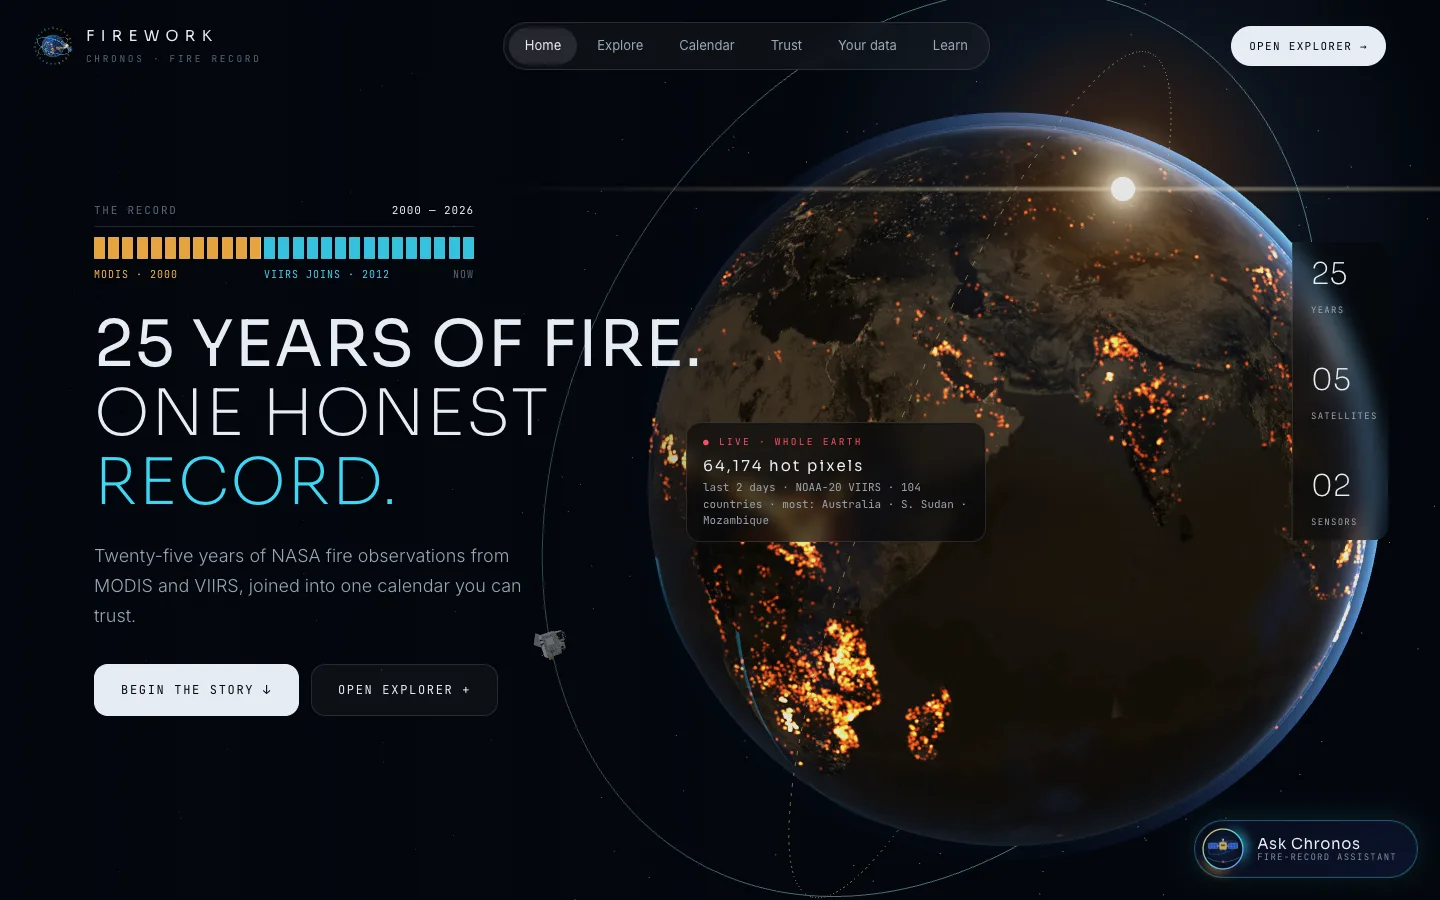 FIREWORK
CHRONOS · FIRE RECORD
Home
Explore
Calendar
Trust
Your data
Learn
OPEN EXPLORER →
THE RECORD
2000 — 2026
MODIS · 2000
VIIRS JOINS · 2012
NOW
25 YEARS OF FIRE.
ONE HONEST
RECORD.
Twenty-five years of NASA fire observations from
MODIS and VIIRS, joined into one calendar you can
trust.
BEGIN THE STORY ↓
OPEN EXPLORER +
LIVE · WHOLE EARTH
64,174 hot pixels
last 2 days · NOAA-20 VIIRS · 104
countries · most: Australia · S. Sudan ·
Mozambique
25
YEARS
05
SATELLITES
02
SENSORS
Ask Chronos
FIRE-RECORD ASSISTANT